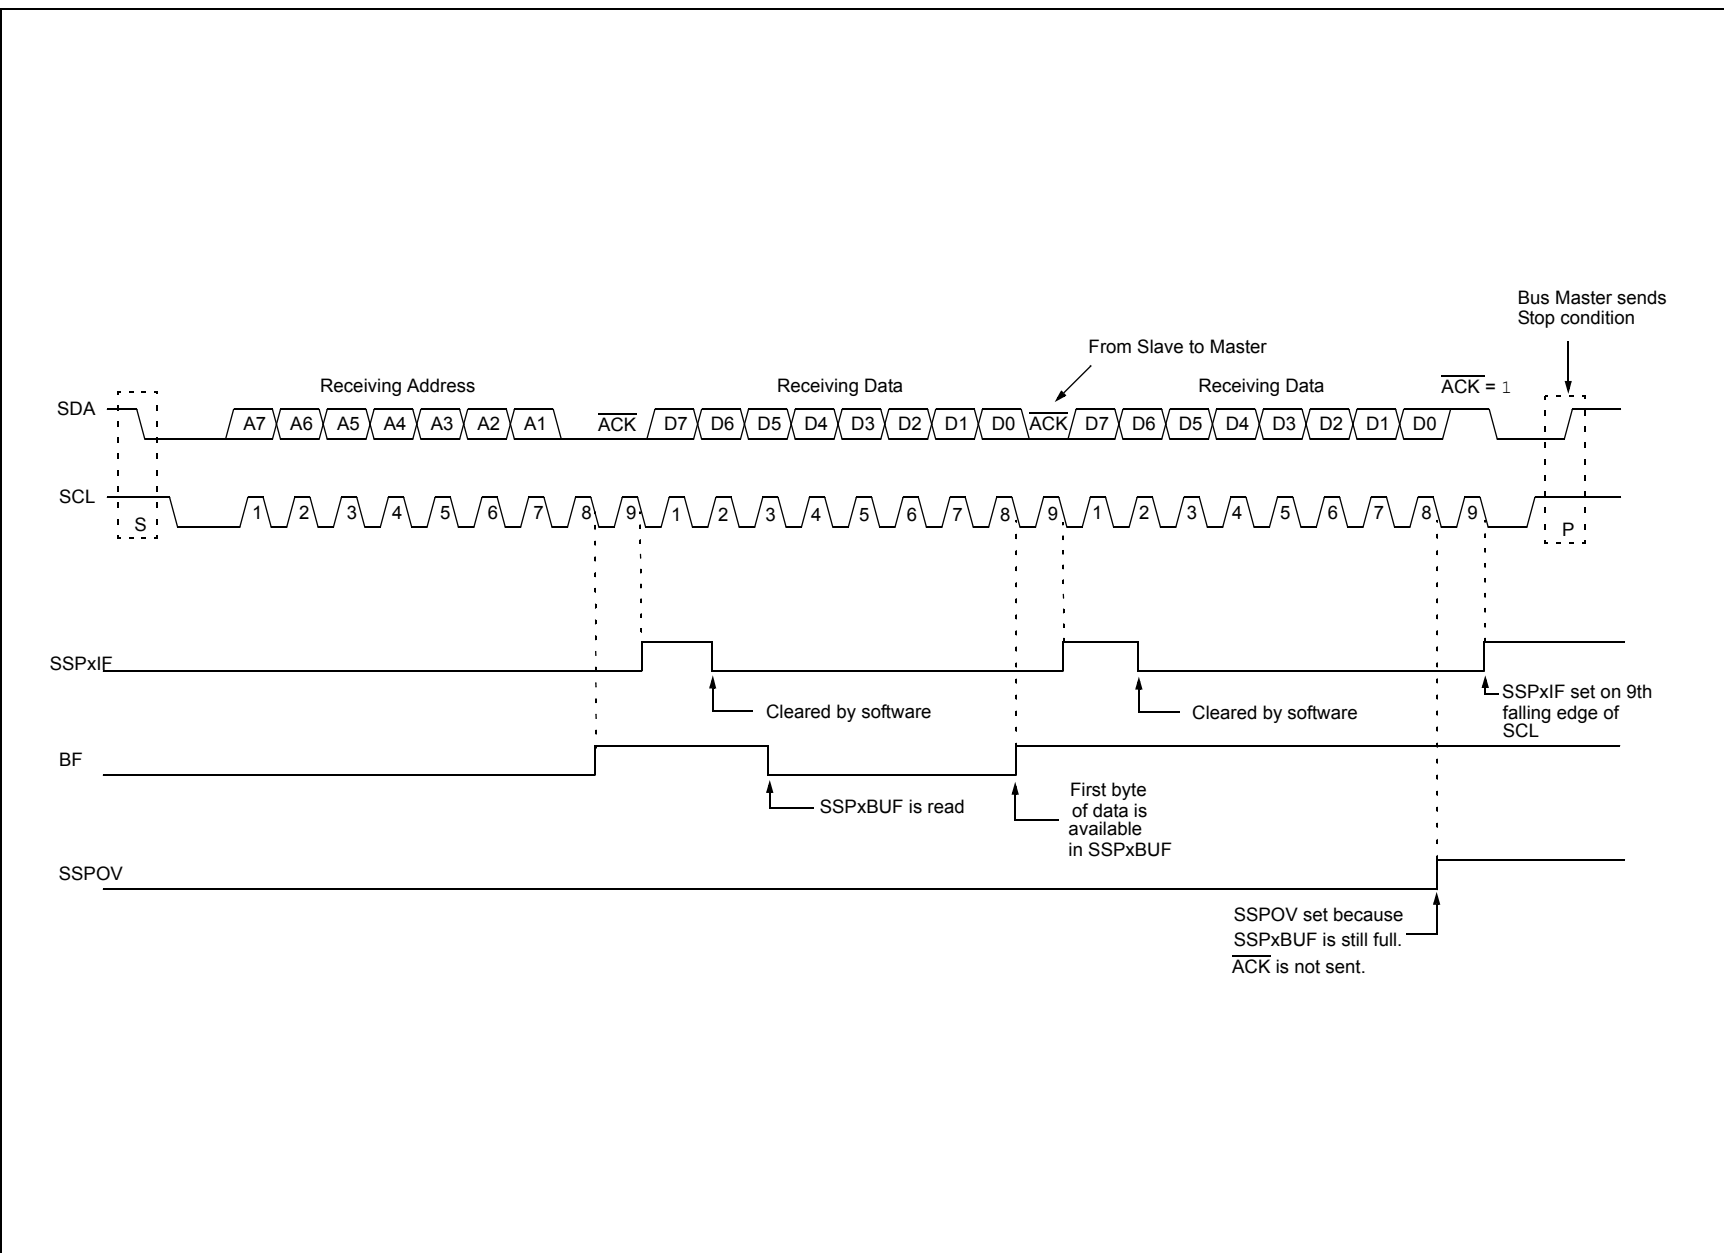 Bus Master sends
Stop condition
From Slave to Master
Receiving Address
Receiving Data
Receiving Data
ACK = 1
SDA
A7 A6 A5 A4 A3 A2 A1 ACK D7 D6 D5 D4 D3 D2 D1 D0 ACK D7 D6 D5 D4 D3 D2 D1 D0
SCL
S
1 2 3 4 5 6 7 8 9 1 2 3 4 5 6 7 8 9 1 2 3 4 5 6 7 8 9
P
SSPxIF
Cleared by software
Cleared by software
SSPxIF set on 9th
falling edge of
SCL
BF
SSPxBUF is read
First byte
of data is
available
in SSPxBUF
SSPOV
SSPOV set because
SSPxBUF is still full.
ACK is not sent.